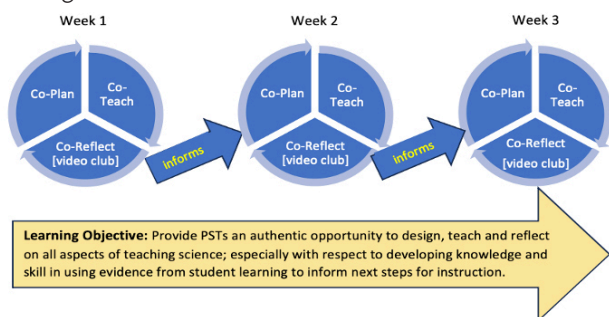 Week 1
Week 2
Week 3
Co-Plan
Co-
Teach
Co-Reflect
[video club]
informs
Co-Plan
Co-
Teach
Co-Reflect
[video club]
informs
Co-Plan
Co-
Teach
Co-Reflect
[video club]
Learning Objective: Provide PSTs an authentic opportunity to design, teach and reflect
on all aspects of teaching science; especially with respect to developing knowledge and
skill in using evidence from student learning to inform next steps for instruction.